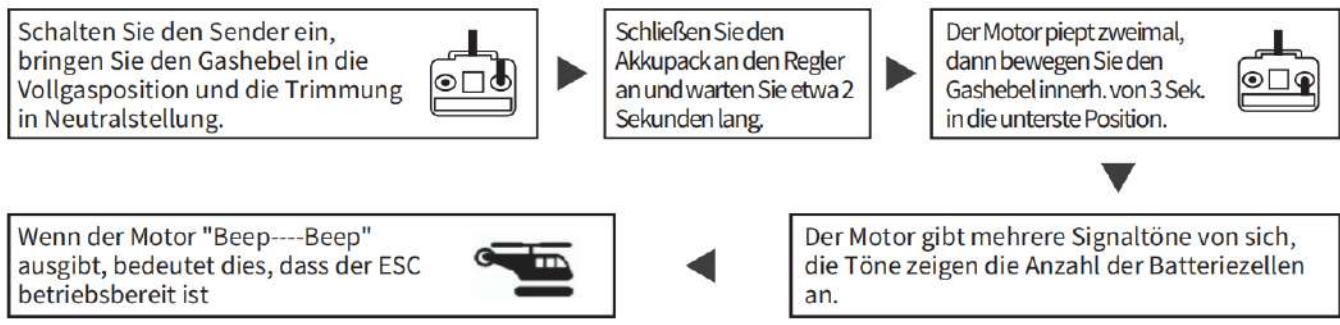 Schalten Sie den Sender ein,
bringen Sie den Gashebel in die
Vollgasposition und die Trimmung
in Neutralstellung.
Schließen Sie den
Akkupack an den Regler
an und warten Sie etwa 2
Sekunden lang.
Der Motor piept zweimal,
dann bewegen Sie den
Gashebel innerh. von 3 Sek.
in die unterste Position.
Der Motor gibt mehrere Signaltöne von sich,
die Töne zeigen die Anzahl der Batteriezellen
an.
Wenn der Motor "Beep----Beep"
ausgibt, bedeutet dies, dass der ESC
betriebsbereit ist